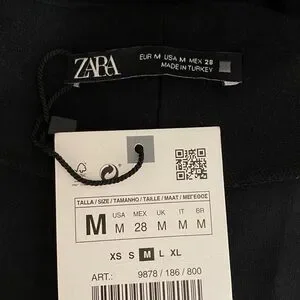 ZARA
EUR M USA M MEX 28
MADE IN TURKEY
TALLA / SIZE / TAMANHO / TAILLE / MAAT / ΜΕΓΕΘΟΣ
M
USA MEX UK IT BR
M 28 M M M
XS S M L XL
ART.: 9878 / 186 / 800